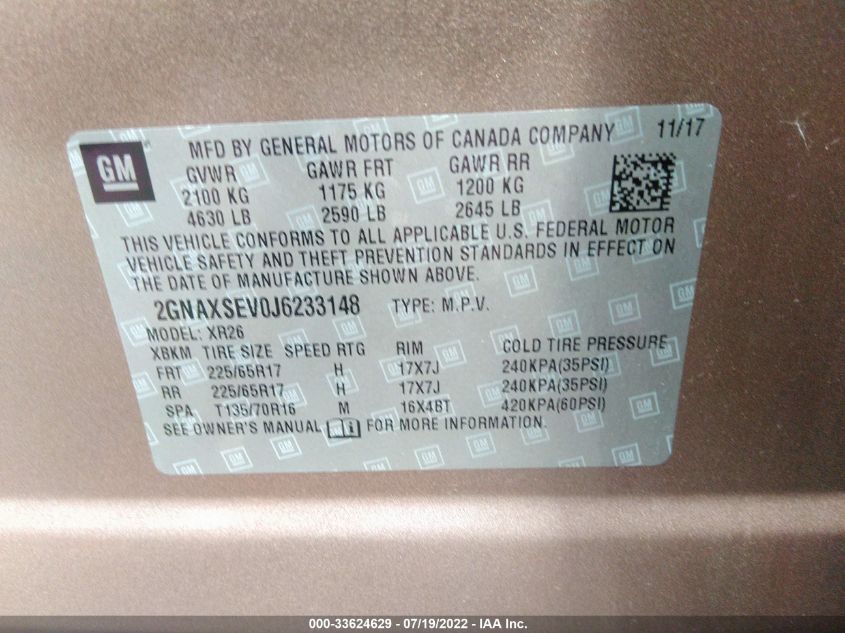 GM
MFD BY GENERAL MOTORS OF CANADA COMPANY 11/17
GVWR GAWR FRT GAWR RR
2100 KG 1175 KG 1200 KG
4630 LB 2590 LB 2645 LB
THIS VEHICLE CONFORMS TO ALL APPLICABLE U.S. FEDERAL MOTOR
VEHICLE SAFETY AND THEFT PREVENTION STANDARDS IN EFFECT ON
THE DATE OF MANUFACTURE SHOWN ABOVE.
2GNAXSEV0J6233148 TYPE: M.P.V.
MODEL: XR26
XBKM TIRE SIZE SPEED RTG RIM COLD TIRE PRESSURE
FRT 225/65R17 H 17X7J 240KPA(35PSI)
RR 225/65R17 H 17X7J 240KPA(35PSI)
SPA T135/70R16 M 16X4BT 420KPA(60PSI)
SEE OWNER'S MANUAL FOR MORE INFORMATION.
000-33624629 - 07/19/2022 - IAA Inc.